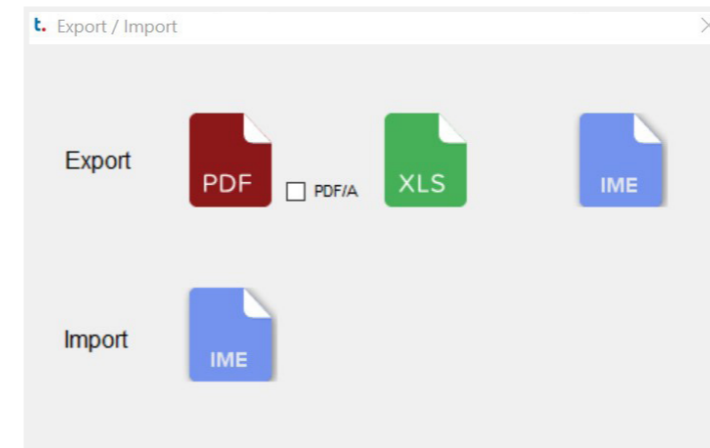 t. Export / Import
Export
PDF
PDF/A
XLS
IME
Import
IME